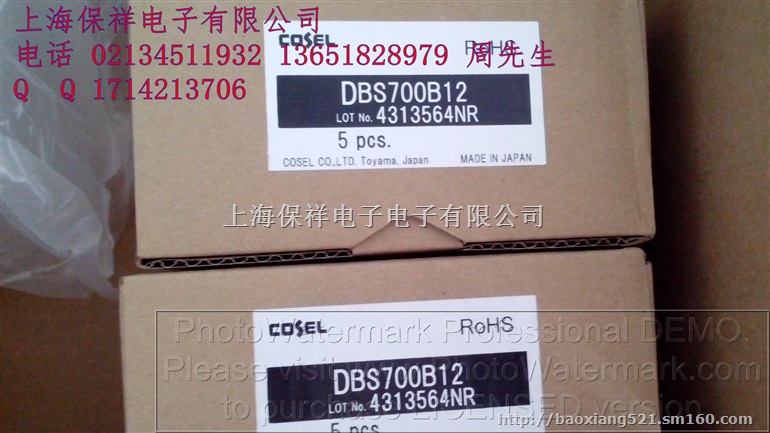 上海保祥电子有限公司
电话 02134511932 13651828979 周先生
Q Q 1714213706
COSEL RoHS
DBS700B12
LOT No. 4313564NR
5 pcs.
COSEL CO.,LTD. Toyama, Japan MADE IN JAPAN
上海保祥电子电子有限公司
COSEL RoHS
PhotoWatermark Professional DEMO.
DBS700B12
Please visit www.PhotoWatermark.com
LOT No. 4313564NR
to purchase LICENSED version
5 pcs.
http://baoxiang521.sm160.com